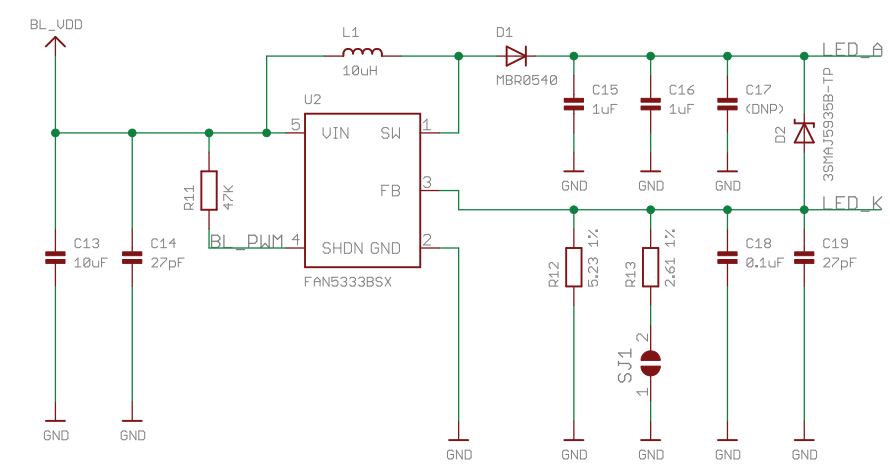 BL_VDD
L1
10uH
D1
MBR0540
LED_A
U2
5
VIN
SW
1
FB
3
4
SHDN
GND
2
FAN5333BSX
R11
47K
BL_PWM
C13
10uF
C14
27pF
GND
GND
GND
C15
1uF
GND
C16
1uF
GND
C17
(DNP)
GND
D2
3SMAJ5935B-TP
LED_K
R12
5.23 1%
GND
R13
2.61 1%
SJ1
2
1
GND
C18
0.1uF
GND
C19
27pF
GND